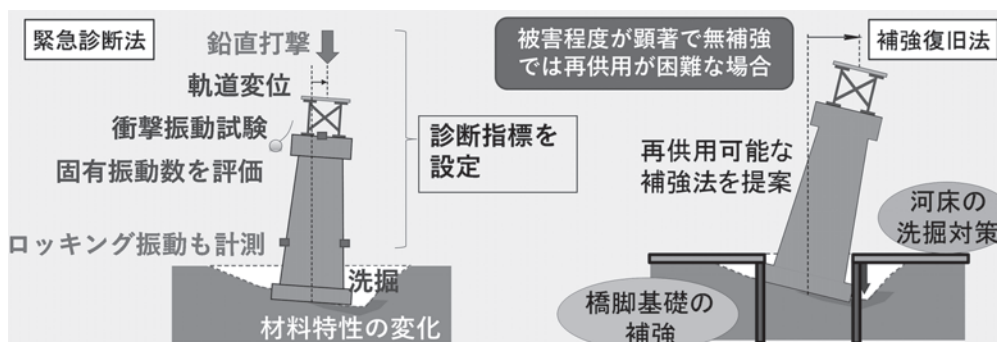 緊急診断法
鉛直打撃
軌道変位
衝撃振動試験
固有振動数を評価
ロッキング振動も計測
洗掘
材料特性の変化
診断指標を
設定
被害程度が顕著で無補強
では再供用が困難な場合
補強復旧法
再供用可能な
補強法を提案
河床の
洗掘対策
橋脚基礎の
補強